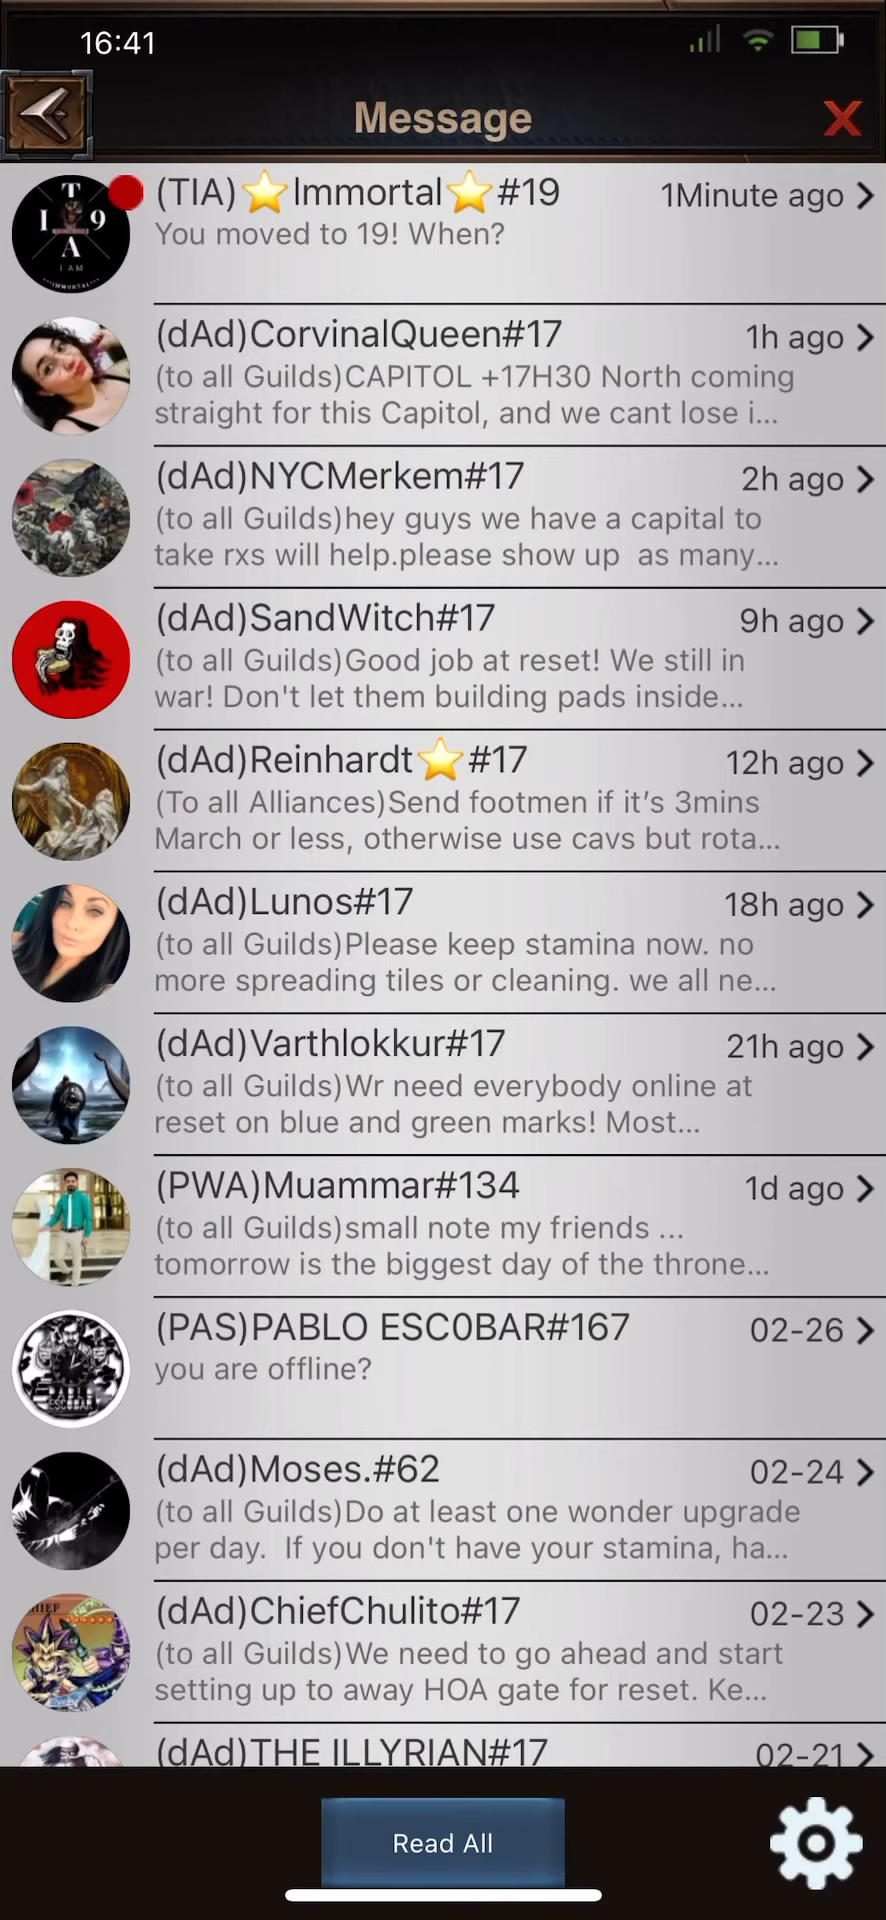 16:41
Message
T
I 9
A
I AM
(TIA)⭐Immortal⭐#19 1Minute ago
You moved to 19! When?
(dAd)CorvinalQueen#17 1h ago
(to all Guilds)CAPITOL +17H30 North coming
straight for this Capitol, and we cant lose i...
(dAd)NYCMerkem#17 2h ago
(to all Guilds)hey guys we have a capital to
take rxs will help.please show up  as many...
(dAd)SandWitch#17 9h ago
(to all Guilds)Good job at reset! We still in
war! Don't let them building pads inside...
(dAd)Reinhardt⭐#17 12h ago
(To all Alliances)Send footmen if it’s 3mins
March or less, otherwise use cavs but rota...
(dAd)Lunos#17 18h ago
(to all Guilds)Please keep stamina now. no
more spreading tiles or cleaning. we all ne...
(dAd)Varthlokkur#17 21h ago
(to all Guilds)Wr need everybody online at
reset on blue and green marks! Most...
(PWA)Muammar#134 1d ago
(to all Guilds)small note my friends ...
tomorrow is the biggest day of the throne...
(PAS)PABLO ESC0BAR#167 02-26
you are offline?
(dAd)Moses.#62 02-24
(to all Guilds)Do at least one wonder upgrade
per day.  If you don't have your stamina, ha...
(dAd)ChiefChulito#17 02-23
(to all Guilds)We need to go ahead and start
setting up to away HOA gate for reset. Ke...
(dAd)THE ILLYRIAN#17 02-21
Read All